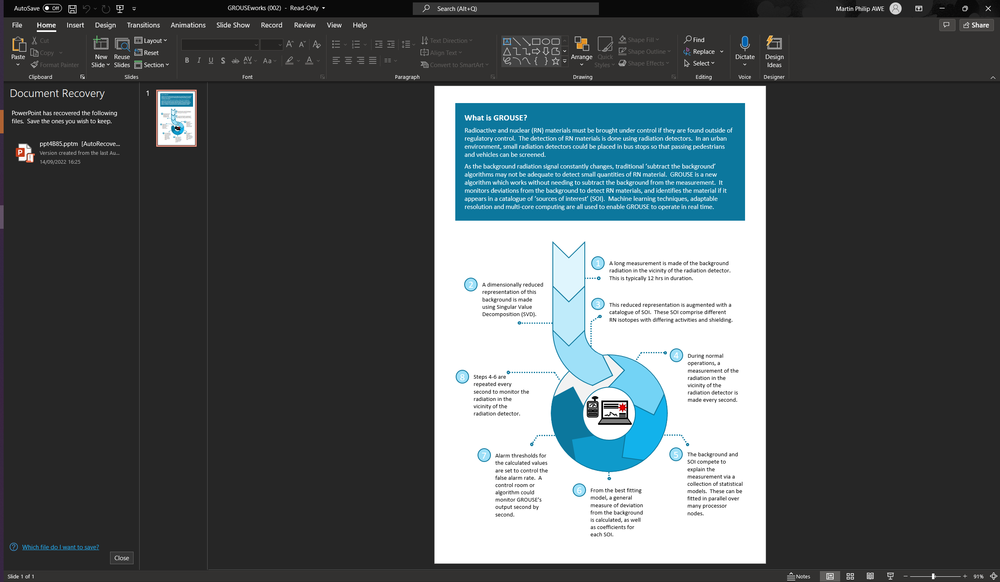 AutoSave Off GROUSEworks (002) - Read-Only Search (Alt+Q) Martin Philip AWE
File Home Insert Design Transitions Animations Slide Show Record Review View Help Share
Paste
Cut
Copy
Format Painter
Clipboard
New Slide
Reuse Slides
Layout
Reset
Section
Slides
B I U S ab AV Aa A
Font
Text Direction
Align Text
Convert to SmartArt
Paragraph
Arrange
Quick Styles
Shape Fill
Shape Outline
Shape Effects
Drawing
Find
Replace
Select
Editing
Dictate
Voice
Design Ideas
Designer
Document Recovery
PowerPoint has recovered the following
files. Save the ones you wish to keep.
ppt4B85.pptm [AutoRecove...
Version created from the last Au...
14/09/2022 16:25
Which file do I want to save?
Close
1
What is GROUSE?
Radioactive and nuclear (RN) materials must be brought under control if they are found outside of
regulatory control. The detection of RN materials is done using radiation detectors. In an urban
environment, small radiation detectors could be placed in bus stops so that passing pedestrians
and vehicles can be screened.
As the background radiation signal constantly changes, traditional ‘subtract the background’
algorithms may not be adequate to detect small quantities of RN material. GROUSE is a new
algorithm which works without needing to subtract the background from the measurement. It
monitors deviations from the background to detect RN materials, and identifies the material if it
appears in a catalogue of ‘sources of interest’ (SOI). Machine learning techniques, adaptable
resolution and multi-core computing are all used to enable GROUSE to operate in real time.
1
A long measurement is made of the background
radiation in the vicinity of the radiation detector.
This is typically 12 hrs in duration.
2
A dimensionally reduced
representation of this
background is made
using Singular Value
Decomposition (SVD).
3
This reduced representation is augmented with a
catalogue of SOI. These SOI comprise different
RN isotopes with differing activities and shielding.
4
During normal
operations, a
measurement of the
radiation in the
vicinity of the
radiation detector is
made every second.
5
The background and
SOI compete to
explain the
measurement via a
collection of statistical
models. These can be
fitted in parallel over
many processor
nodes.
6
From the best fitting
model, a general
measure of deviation
from the background
is calculated, as well
as coefficients for
each SOI.
7
Alarm thresholds for
the calculated values
are set to control the
false alarm rate. A
control room or
algorithm could
monitor GROUSE’s
output second by
second.
8
Steps 4-6 are
repeated every
second to monitor the
radiation in the
vicinity of the
radiation detector.
Slide 1 of 1 Notes 91%